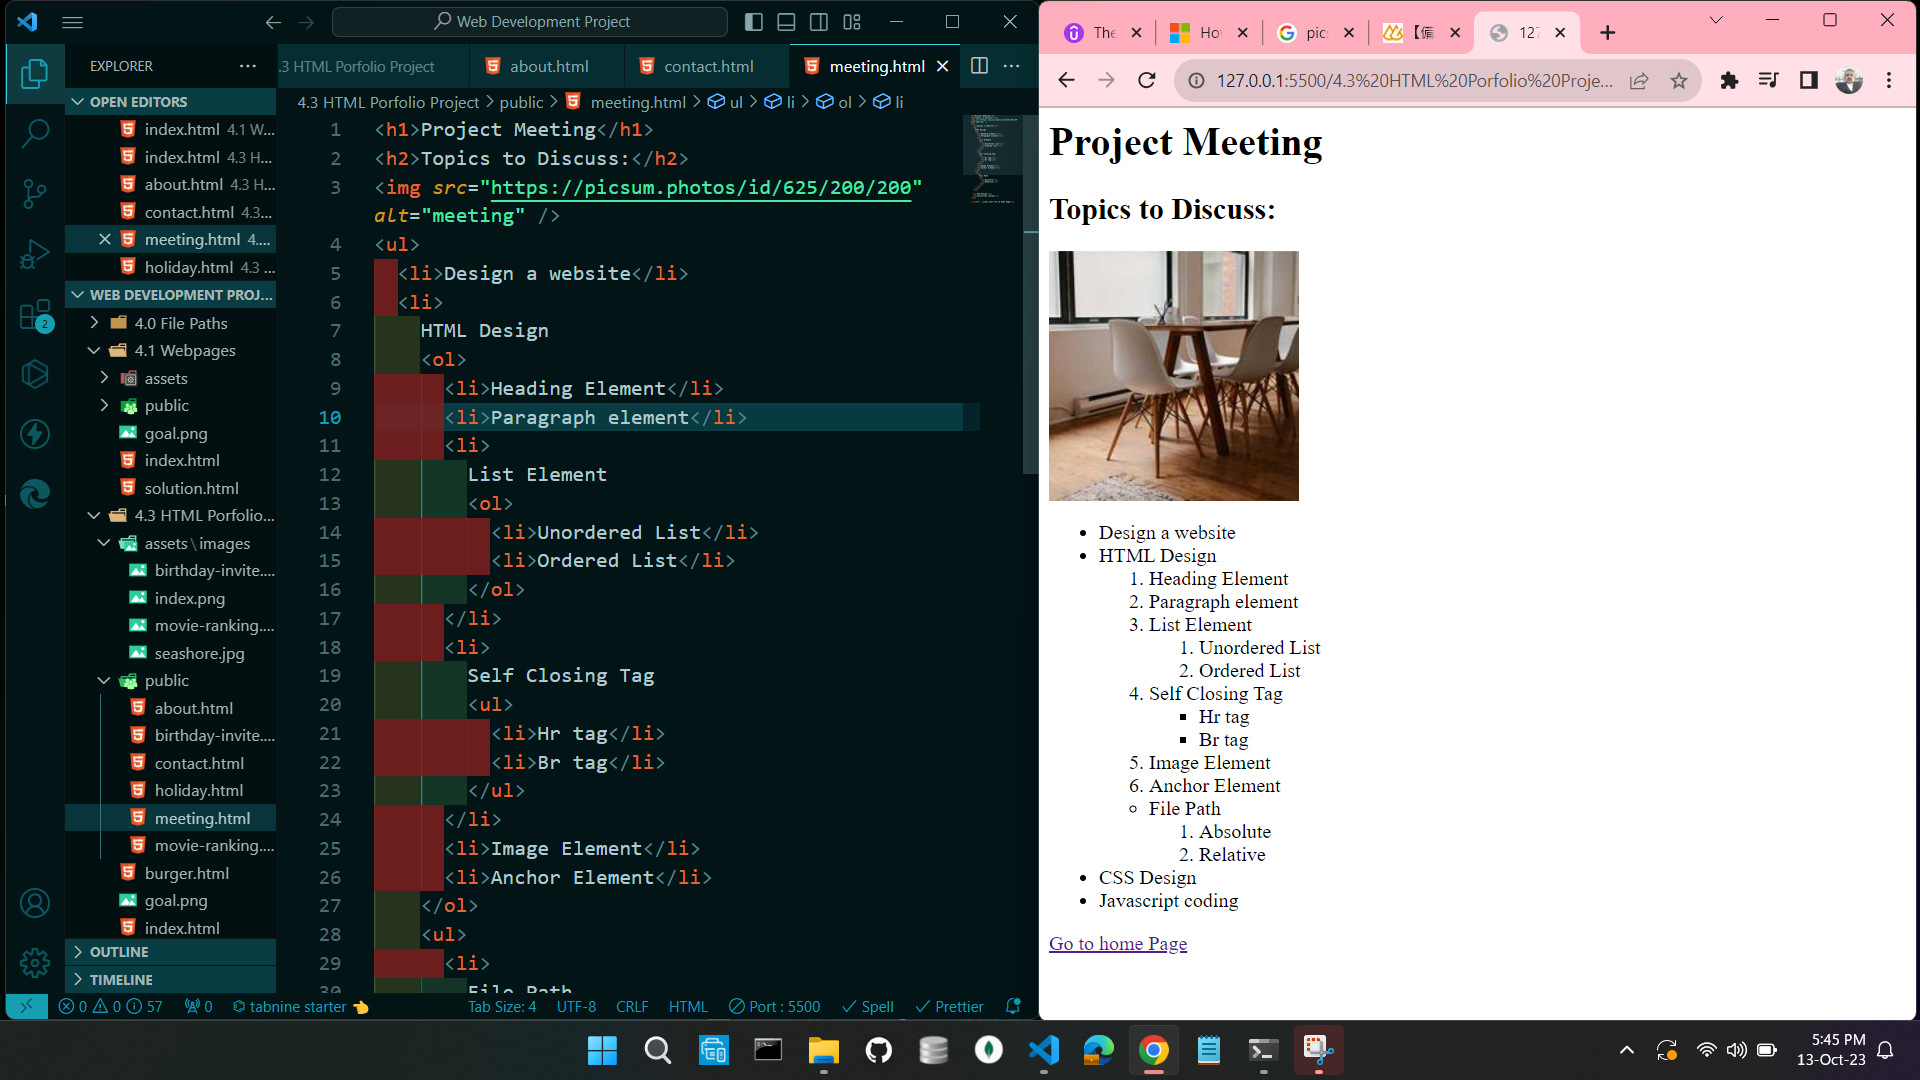 Web Development Project
EXPLORER
.3 HTML Porfolio Project
about.html
contact.html
meeting.html
OPEN EDITORS
index.html 4.1 W...
index.html 4.3 H...
about.html 4.3 H...
contact.html 4.3...
meeting.html 4....
holiday.html 4.3 ...
WEB DEVELOPMENT PROJ...
4.0 File Paths
4.1 Webpages
assets
public
goal.png
index.html
solution.html
4.3 HTML Porfolio...
assets\images
birthday-invite....
index.png
movie-ranking....
seashore.jpg
public
about.html
birthday-invite....
contact.html
holiday.html
meeting.html
movie-ranking....
burger.html
goal.png
index.html
OUTLINE
TIMELINE
2
4.3 HTML Porfolio Project > public > meeting.html > ul > li > ol > li
1 <h1>Project Meeting</h1>
2 <h2>Topics to Discuss:</h2>
3 <img src="https://picsum.photos/id/625/200/200"
alt="meeting" />
4 <ul>
5 <li>Design a website</li>
6 <li>
7 HTML Design
8 <ol>
9 <li>Heading Element</li>
10 <li>Paragraph element</li>
11 <li>
12 List Element
13 <ol>
14 <li>Unordered List</li>
15 <li>Ordered List</li>
16 </ol>
17 </li>
18 <li>
19 Self Closing Tag
20 <ul>
21 <li>Hr tag</li>
22 <li>Br tag</li>
23 </ul>
24 </li>
25 <li>Image Element</li>
26 <li>Anchor Element</li>
27 </ol>
28 <ul>
29 <li>
30 File Path
0 0 57 0 tabnine starter Tab Size: 4 UTF-8 CRLF HTML Port : 5500 Spell Prettier
The
Ho
pic
127
127.0.0.1:5500/4.3%20HTML%20Porfolio%20Proje...
Project Meeting
Topics to Discuss:
• Design a website
• HTML Design
1. Heading Element
2. Paragraph element
3. List Element
1. Unordered List
2. Ordered List
4. Self Closing Tag
▪ Hr tag
▪ Br tag
5. Image Element
6. Anchor Element
◦ File Path
1. Absolute
2. Relative
• CSS Design
• Javascript coding
Go to home Page
5:45 PM
13-Oct-23